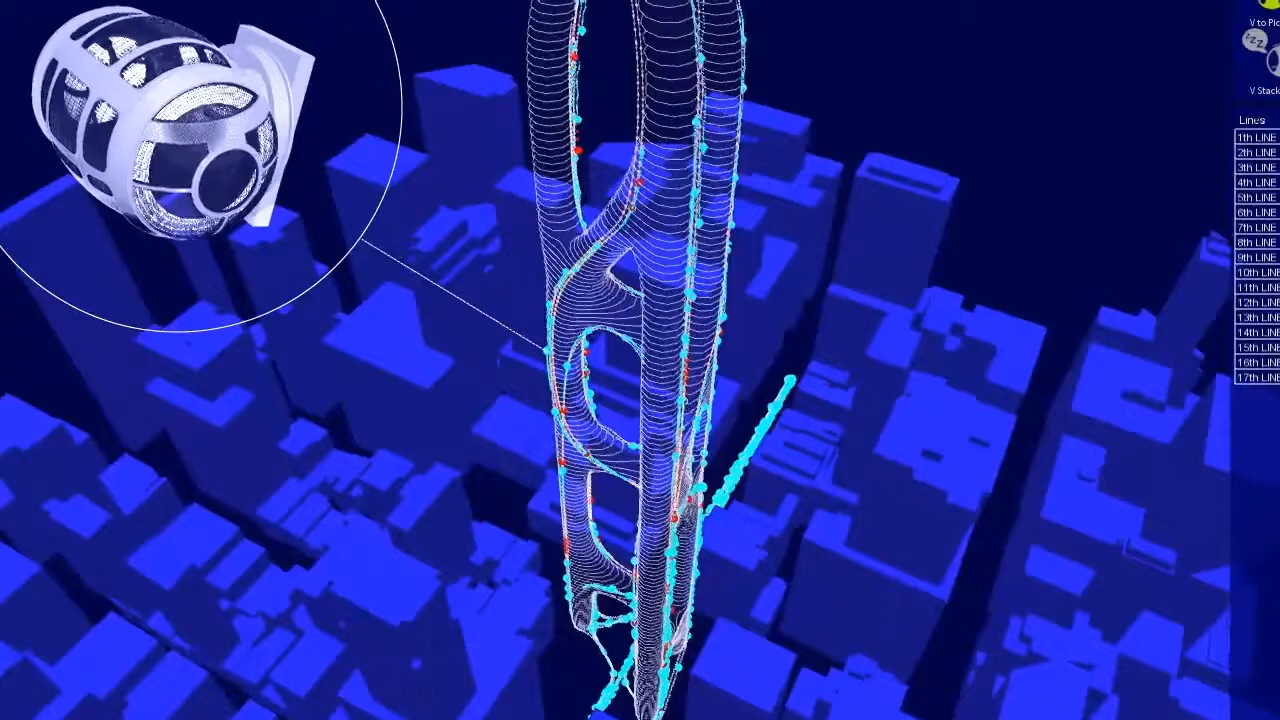 V to Pic
zzz
V Stack
Lines
1th LINE
2th LINE
3th LINE
4th LINE
5th LINE
6th LINE
7th LINE
8th LINE
9th LINE
10th LINE
11th LINE
12th LINE
13th LINE
14th LINE
15th LINE
16th LINE
17th LINE